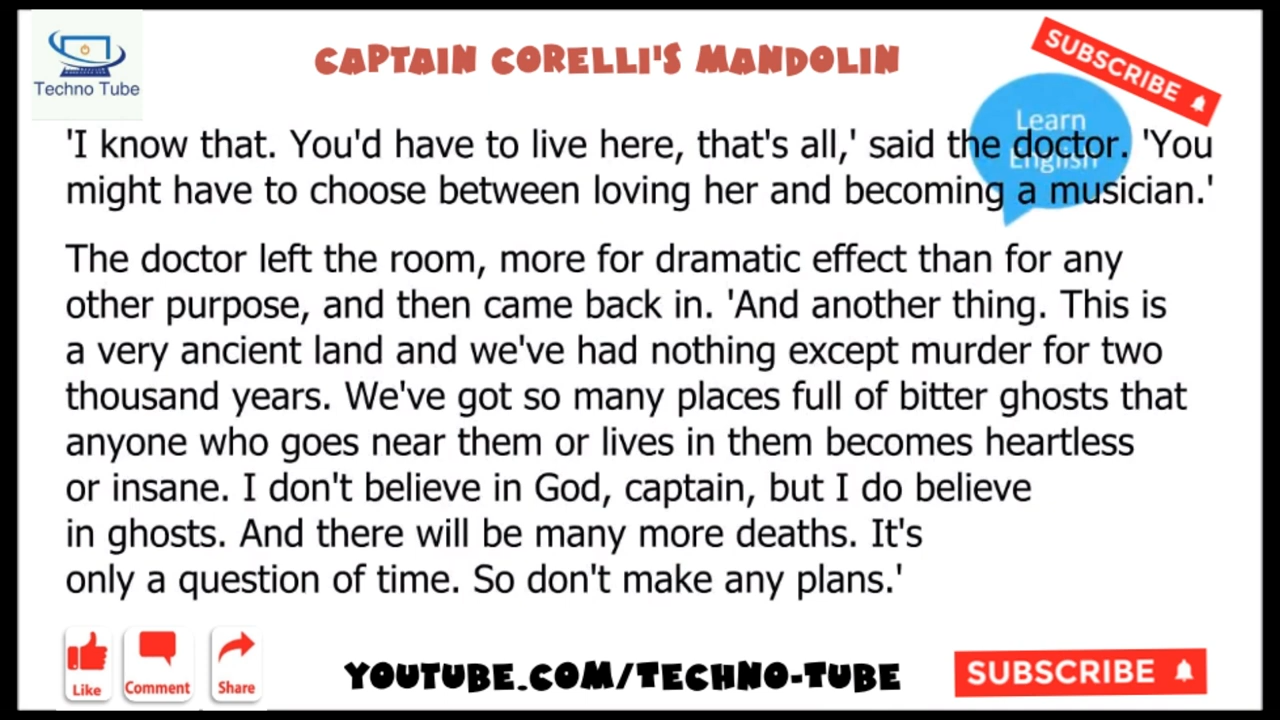 CAPTAIN CORELLI'S MANDOLIN
SUBSCRIBE
Techno Tube
Learn
English
'I know that. You'd have to live here, that's all,' said the doctor. 'You
might have to choose between loving her and becoming a musician.'
The doctor left the room, more for dramatic effect than for any
other purpose, and then came back in. 'And another thing. This is
a very ancient land and we've had nothing except murder for two
thousand years. We've got so many places full of bitter ghosts that
anyone who goes near them or lives in them becomes heartless
or insane. I don't believe in God, captain, but I do believe
in ghosts. And there will be many more deaths. It's
only a question of time. So don't make any plans.'
Like
Comment
Share
YOUTUBE.COM/TECHNO-TUBE
SUBSCRIBE